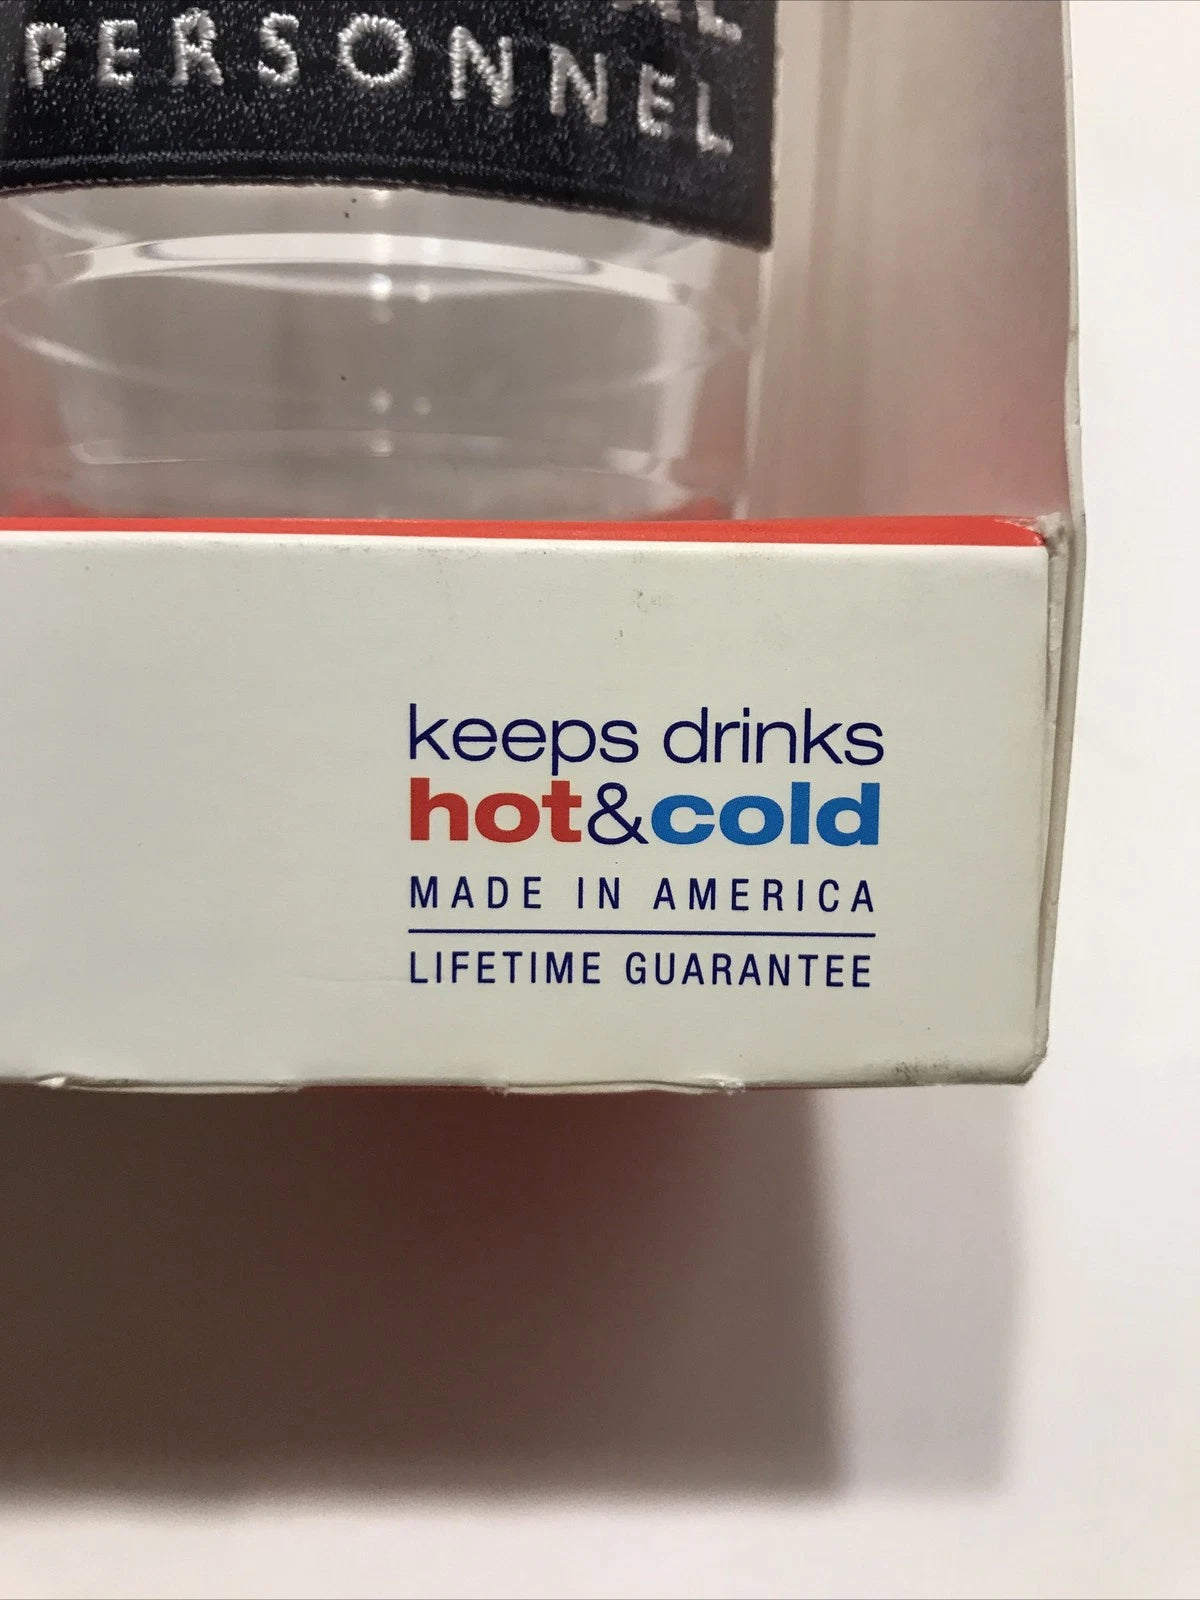 PERSONNEL
keeps drinks
hot&cold
MADE IN AMERICA
LIFETIME GUARANTEE